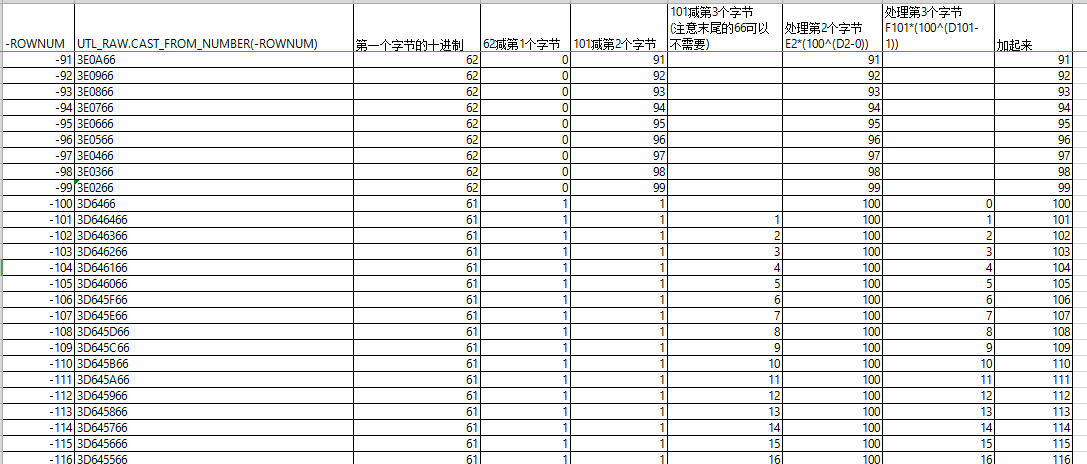 -ROWNUM UTL_RAW.CAST_FROM_NUMBER(-ROWNUM) 第一个字节的十进制 62减第1个字节 101减第2个字节 101减第3个字节(注意末尾的66可以不需要) 处理第2个字节E2*(100^(D2-0)) 处理第3个字节F101*(100^(D101-1)) 加起来
-91 3E0A66 62 0 91 91 91
-92 3E0966 62 0 92 92 92
-93 3E0866 62 0 93 93 93
-94 3E0766 62 0 94 94 94
-95 3E0666 62 0 95 95 95
-96 3E0566 62 0 96 96 96
-97 3E0466 62 0 97 97 97
-98 3E0366 62 0 98 98 98
-99 3E0266 62 0 99 99 99
-100 3D6466 61 1 1 100 0 100
-101 3D646466 61 1 1 1 100 1 101
-102 3D646366 61 1 1 2 100 2 102
-103 3D646266 61 1 1 3 100 3 103
-104 3D646166 61 1 1 4 100 4 104
-105 3D646066 61 1 1 5 100 5 105
-106 3D645F66 61 1 1 6 100 6 106
-107 3D645E66 61 1 1 7 100 7 107
-108 3D645D66 61 1 1 8 100 8 108
-109 3D645C66 61 1 1 9 100 9 109
-110 3D645B66 61 1 1 10 100 10 110
-111 3D645A66 61 1 1 11 100 11 111
-112 3D645966 61 1 1 12 100 12 112
-113 3D645866 61 1 1 13 100 13 113
-114 3D645766 61 1 1 14 100 14 114
-115 3D645666 61 1 1 15 100 15 115
-116 3D645566 61 1 1 16 100 16 116